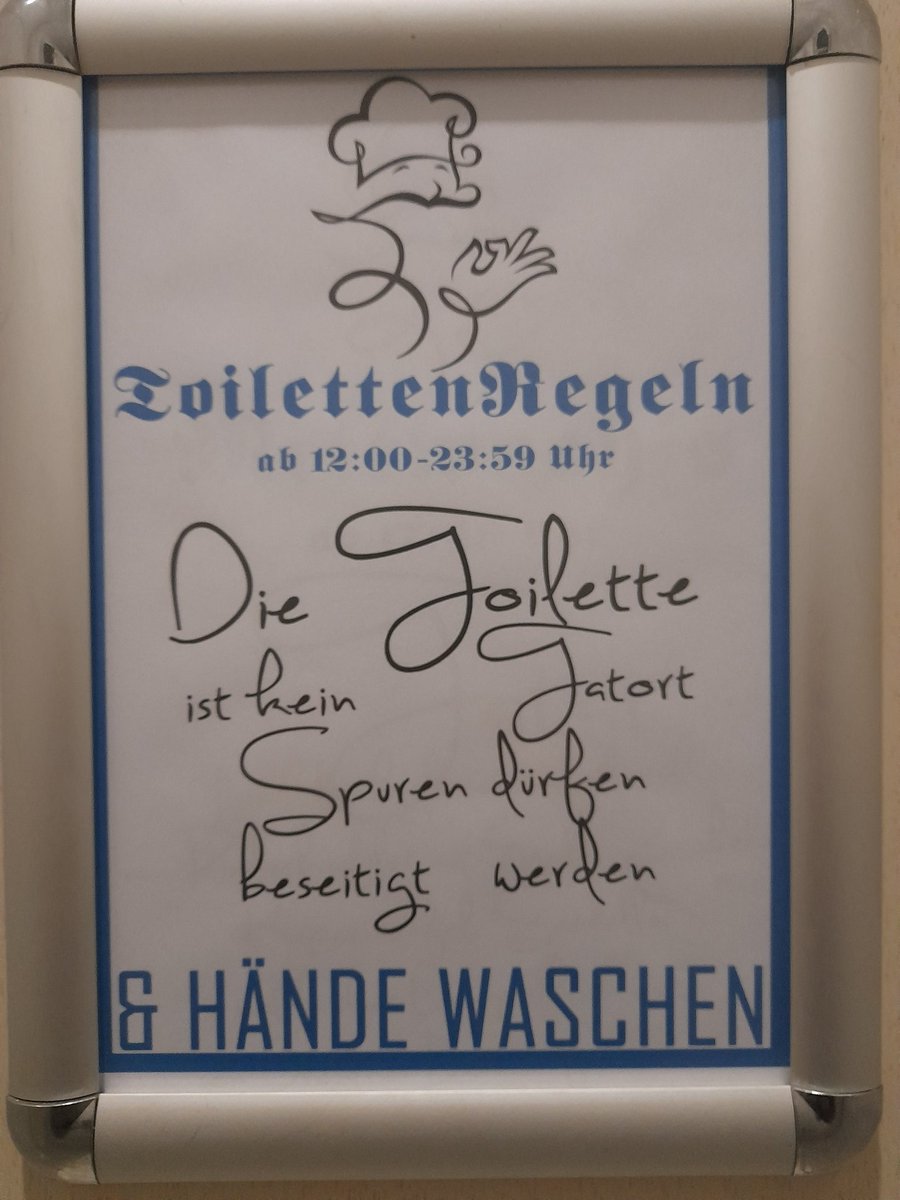 ToilettenRegeln
ab 12:00-23:59 Uhr
Die Toilette
ist kein Tatort
Spuren dürfen
beseitigt werden
& HÄNDE WASCHEN